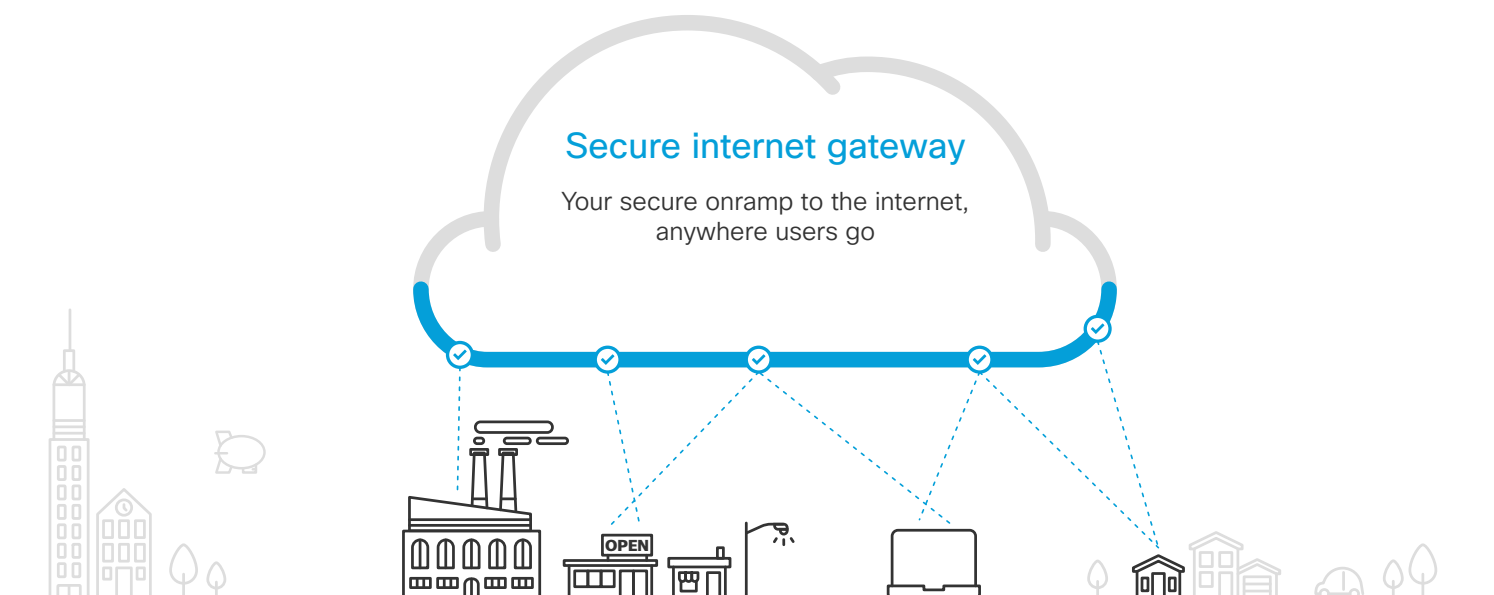 Secure internet gateway
Your secure onramp to the internet,
anywhere users go
OPEN